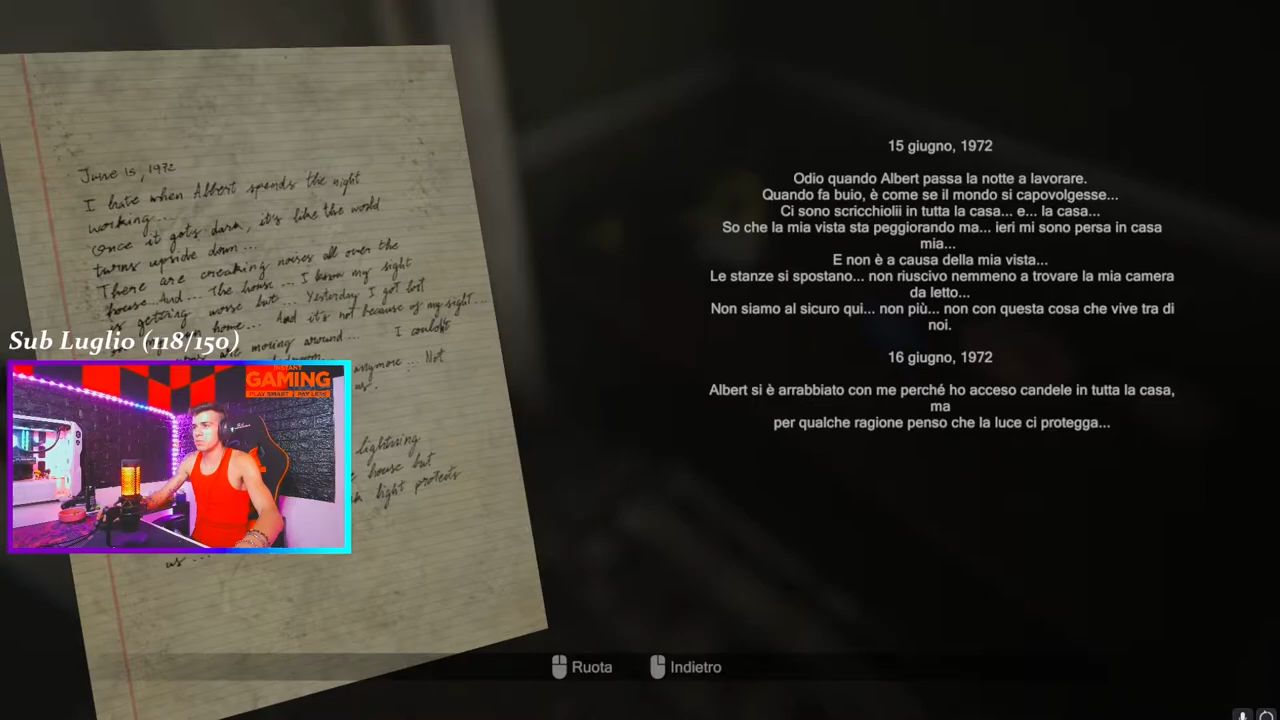 June 15, 1972
I hate when Albert spends the night
working...
Once it gets dark, it's like the world
turns upside down...
There are creaking noises all over the
house. And... The house... I know my sight
is getting worse but... Yesterday I got lost
home... And it's not because of my sight...
are moving around... I couldn't
anymore... Not
us.
lightning
house but
light protects
us...
Sub Luglio (118/150)
INSTANT
GAMING
PLAY SMART PAY LESS
15 giugno, 1972
Odio quando Albert passa la notte a lavorare.
Quando fa buio, è come se il mondo si capovolgesse...
Ci sono scricchiolii in tutta la casa... e... la casa...
So che la mia vista sta peggiorando ma... ieri mi sono persa in casa
mia...
E non è a causa della mia vista...
Le stanze si spostano... non riuscivo nemmeno a trovare la mia camera
da letto...
Non siamo al sicuro qui... non più... non con questa cosa che vive tra di
noi.
16 giugno, 1972
Albert si è arrabbiato con me perché ho acceso candele in tutta la casa,
ma
per qualche ragione penso che la luce ci protegga...
Ruota
Indietro